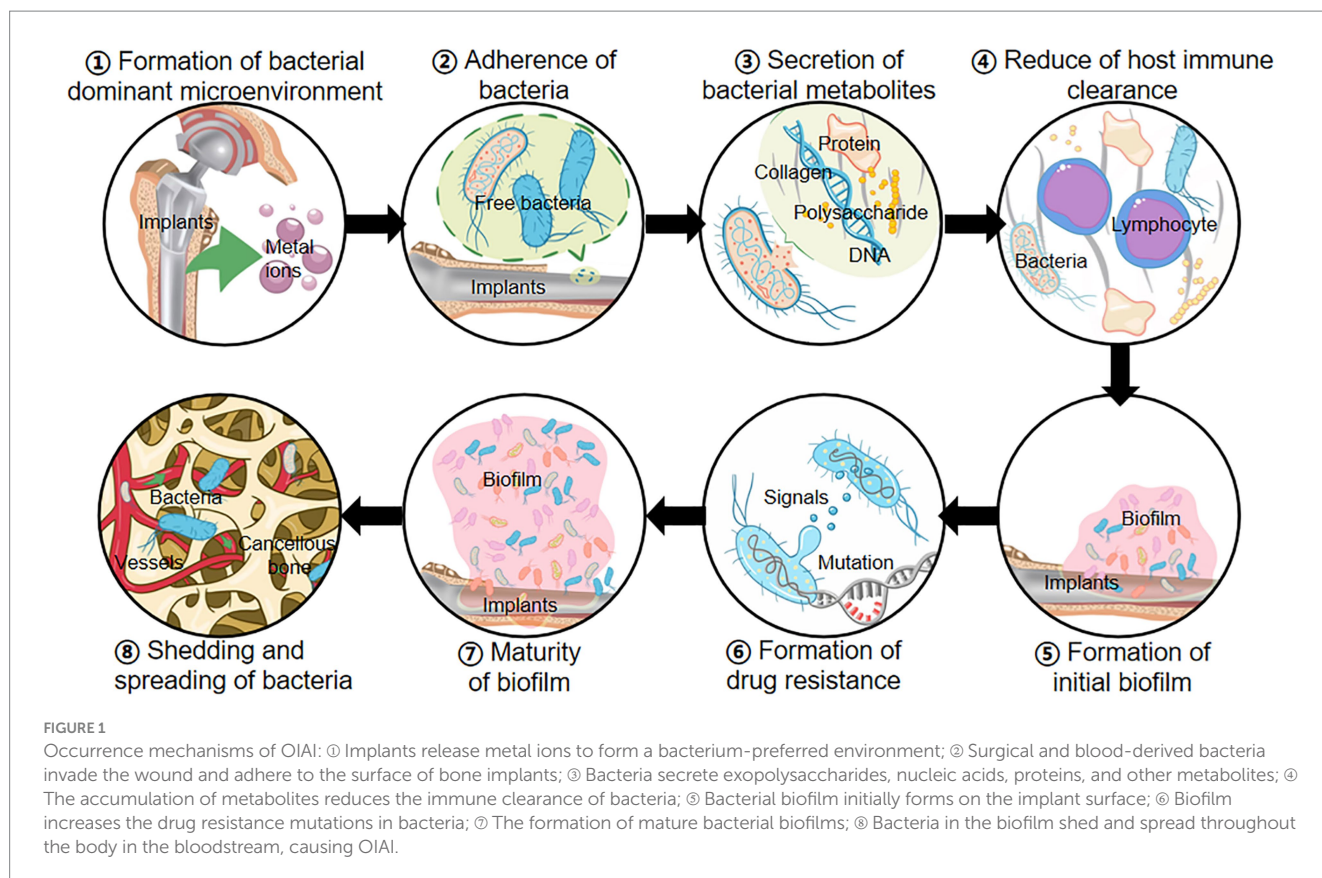 ① Formation of bacterial
dominant microenvironment
② Adherence of
bacteria
③ Secretion of
bacterial metabolites
④ Reduce of host immune
clearance
Implants
Metal
ions
Free bacteria
Implants
Protein
Collagen
Polysaccharide
DNA
Lymphocyte
Bacteria
Bacteria
Vessels
Cancellous
bone
Biofilm
Implants
Signals
Mutation
Biofilm
Implants
⑧ Shedding and
spreading of bacteria
⑦ Maturity
of biofilm
⑥ Formation of
drug resistance
⑤ Formation of
initial biofilm
FIGURE 1
Occurrence mechanisms of OIAI: ① Implants release metal ions to form a bacterium-preferred environment; ② Surgical and blood-derived bacteria
invade the wound and adhere to the surface of bone implants; ③ Bacteria secrete exopolysaccharides, nucleic acids, proteins, and other metabolites; ④
The accumulation of metabolites reduces the immune clearance of bacteria; ⑤ Bacterial biofilm initially forms on the implant surface; ⑥ Biofilm
increases the drug resistance mutations in bacteria; ⑦ The formation of mature bacterial biofilms; ⑧ Bacteria in the biofilm shed and spread throughout
the body in the bloodstream, causing OIAI.